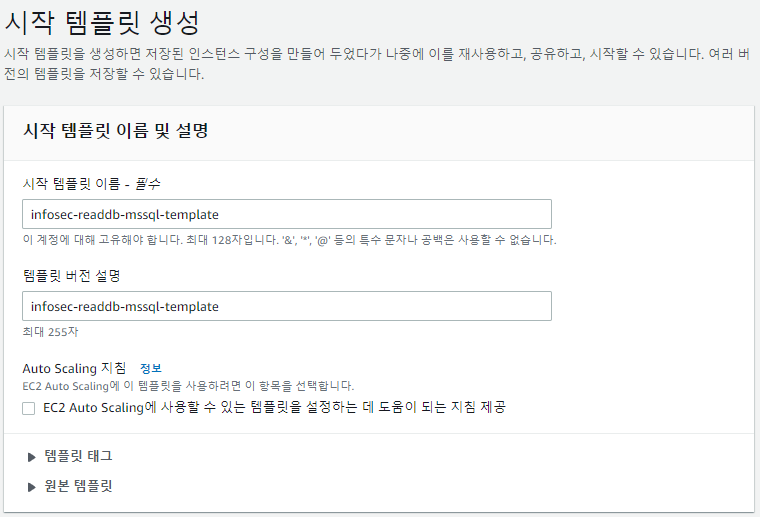 시작 템플릿 생성
시작 템플릿을 생성하면 저장된 인스턴스 구성을 만들어 두었다가 나중에 이를 재사용하고, 공유하고, 시작할 수 있습니다. 여러 버
전의 템플릿을 저장할 수 있습니다.
시작 템플릿 이름 및 설명
시작 템플릿 이름 - 필수
infosec-readdb-mssql-template
이 계정에 대해 고유해야 합니다. 최대 128자입니다. '&', '*', '@' 등의 특수 문자나 공백은 사용할 수 없습니다.
템플릿 버전 설명
infosec-readdb-mssql-template
최대 255자
Auto Scaling 지침 정보
EC2 Auto Scaling에 이 템플릿을 사용하려면 이 항목을 선택합니다.
EC2 Auto Scaling에 사용할 수 있는 템플릿을 설정하는 데 도움이 되는 지침 제공
템플릿 태그
원본 템플릿